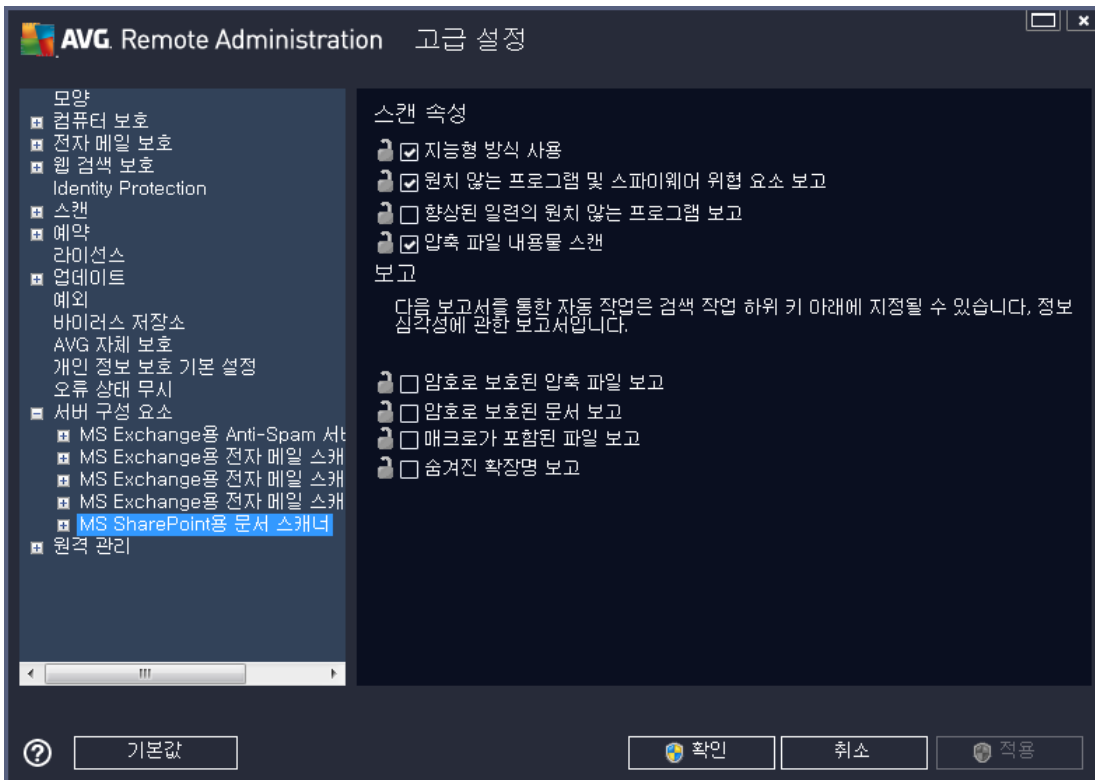 AVG. Remote Administration 고급 설정
모양
컴퓨터 보호
전자 메일 보호
웹 검색 보호
Identity Protection
스캔
예약
라이선스
업데이트
예외
바이러스 저장소
AVG 자체 보호
개인 정보 보호 기본 설정
오류 상태 무시
서버 구성 요소
MS Exchange용 Anti-Spam
MS Exchange용 전자 메일 스캐
MS Exchange용 전자 메일 스캐
MS Exchange용 전자 메일 스캐
MS SharePoint용 문서 스캐너
원격 관리
스캔 속성
지능형 방식 사용
원치 않는 프로그램 및 스파이웨어 위협 요소 보고
향상된 일련의 원치 않는 프로그램 보고
압축 파일 내용물 스캔
보고
다음 보고서를 통한 자동 작업은 검색 작업 하위 키 아래에 지정될 수 있습니다, 정보
심각성에 관한 보고서입니다.
암호로 보호된 압축 파일 보고
암호로 보호된 문서 보고
매크로가 포함된 파일 보고
숨겨진 확장명 보고
기본값
확인
취소
적용